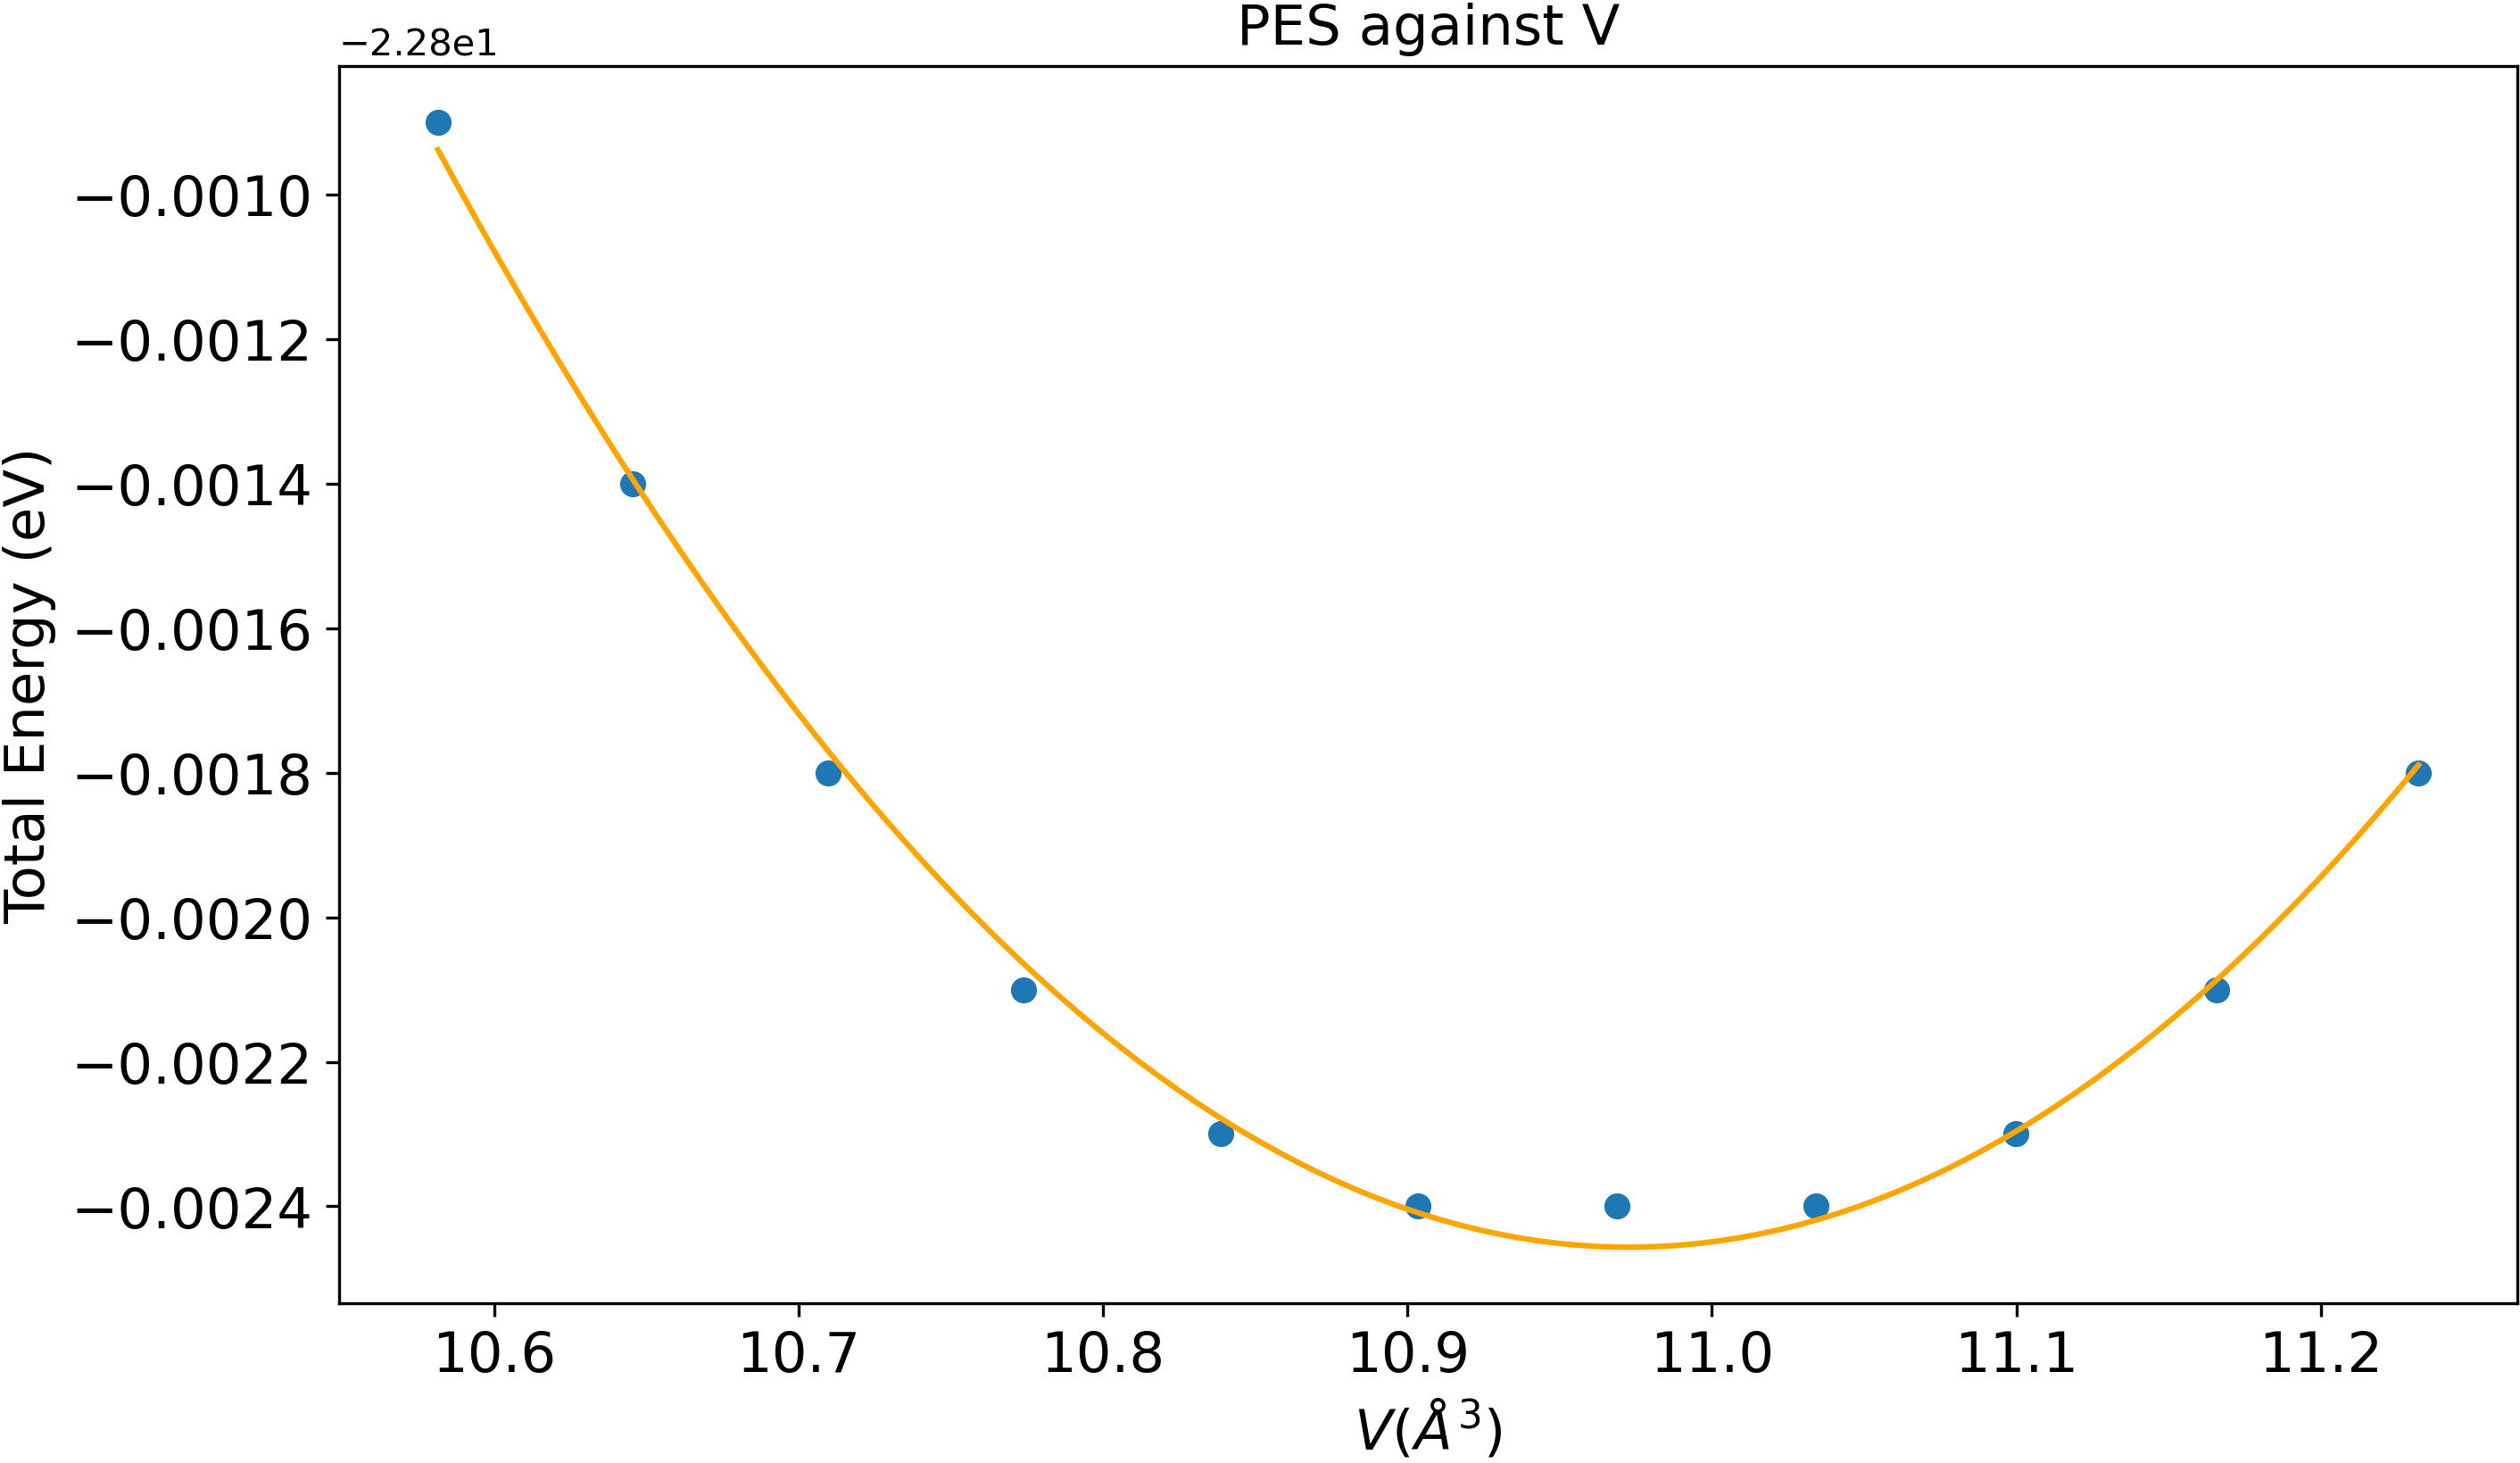 PES against V
−2.28e1
−0.0010
−0.0012
−0.0014
−0.0016
−0.0018
−0.0020
−0.0022
−0.0024
Total Energy (eV)
10.6 10.7 10.8 10.9 11.0 11.1 11.2
V(Å³)